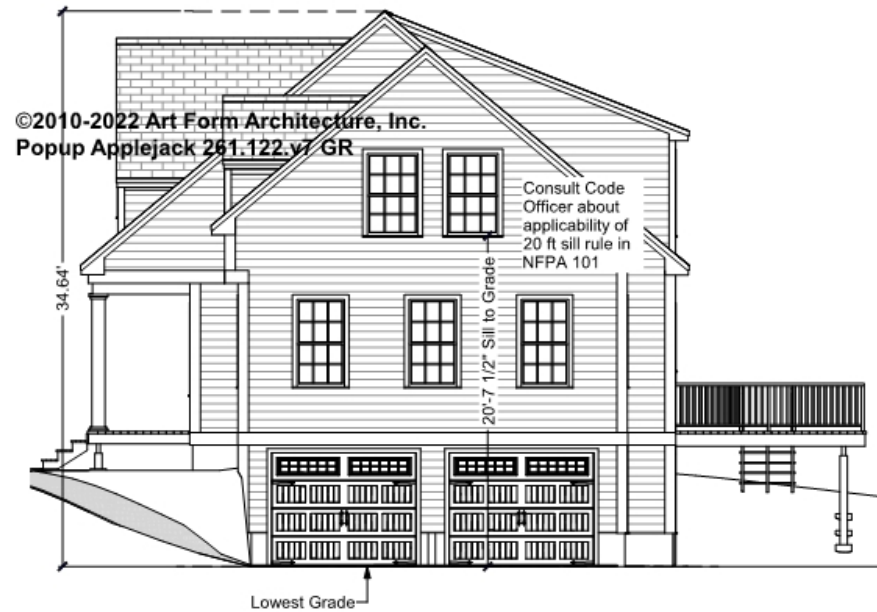 ©2010-2022 Art Form Architecture, Inc.
Popup Applejack 261.122.v7 GR
Consult Code
Officer about
applicability of
20 ft sill rule in
NFPA 101
34.64'
20'-7 1/2" Sill to Grade
Lowest Grade